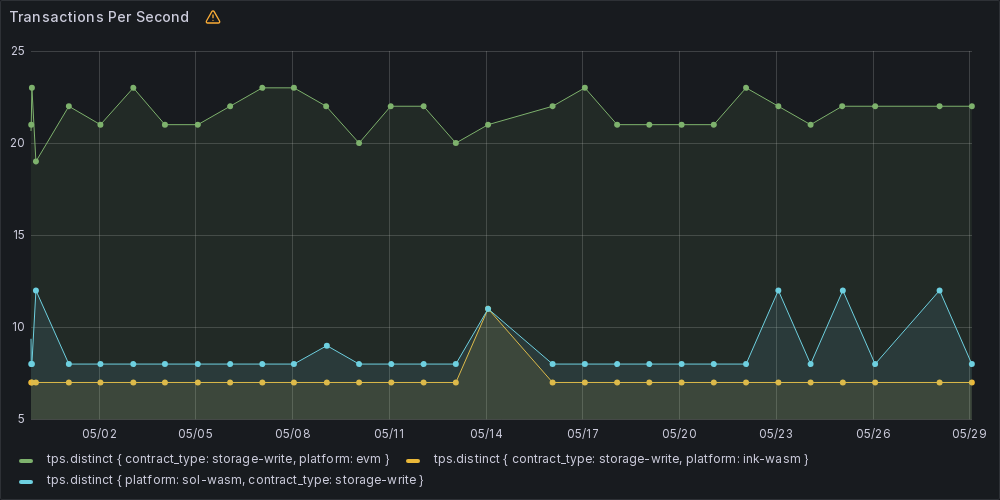 Transactions Per Second
25
20
15
10
5
05/02 05/05 05/08 05/11 05/14 05/17 05/20 05/23 05/26 05/29
tps.distinct { contract_type: storage-write, platform: evm } tps.distinct { contract_type: storage-write, platform: ink-wasm }
tps.distinct { platform: sol-wasm, contract_type: storage-write }